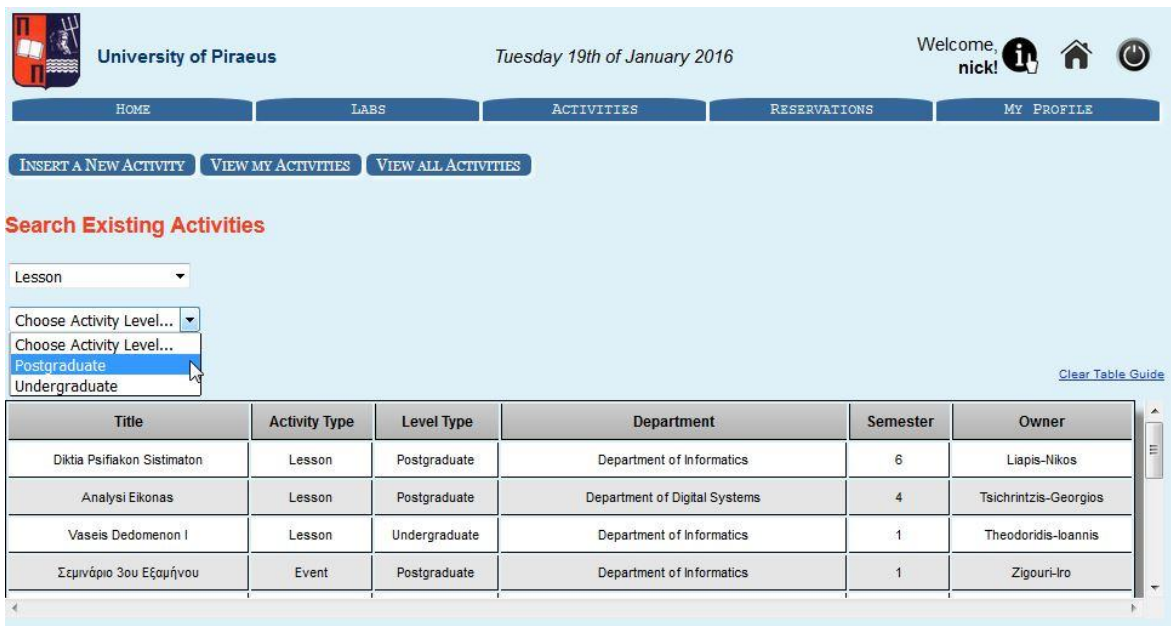 Π
Π
University of Piraeus
Tuesday 19th of January 2016
Welcome,
nick!
HOME LABS ACTIVITIES RESERVATIONS MY PROFILE
INSERT A NEW ACTIVITY VIEW MY ACTIVITIES VIEW ALL ACTIVITIES
Search Existing Activities
Lesson
Choose Activity Level...
Choose Activity Level...
Postgraduate
Undergraduate
Clear Table Guide
Title Activity Type Level Type Department Semester Owner
Diktia Psifiakon Sistimaton Lesson Postgraduate Department of Informatics 6 Liapis-Nikos
Analysi Eikonas Lesson Postgraduate Department of Digital Systems 4 Tsichrintzis-Georgios
Vaseis Dedomenon I Lesson Undergraduate Department of Informatics 1 Theodoridis-Ioannis
Σεμινάριο 3ου Εξαμήνου Event Postgraduate Department of Informatics 1 Zigouri-Iro